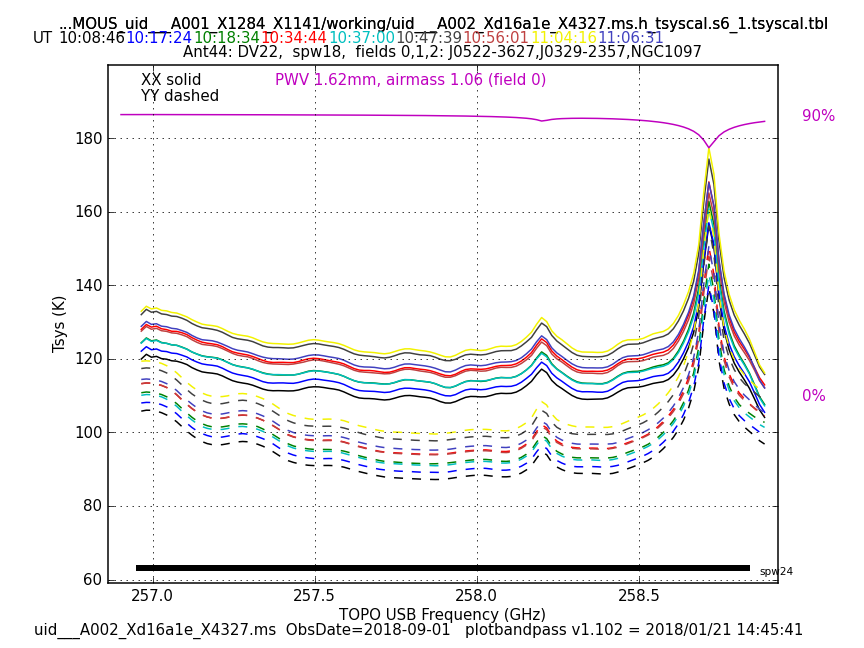 ...MOUS_uid___A001_X1284_X1141/working/uid___A002_Xd16a1e_X4327.ms.h_tsyscal.s6_1.tsyscal.tbl
UT 10:08:46 10:17:24 10:18:34 10:34:44 10:37:00 10:47:39 10:56:01 11:04:16 11:06:31
Ant44: DV22, spw18, fields 0,1,2: J0522-3627,J0329-2357,NGC1097
XX solid
PWV 1.62mm, airmass 1.06 (field 0)
YY dashed
90%
180
160
140
Tsys (K)
120
0%
100
80
60
spw24
257.0 257.5 258.0 258.5
TOPO USB Frequency (GHz)
uid___A002_Xd16a1e_X4327.ms ObsDate=2018-09-01 plotbandpass v1.102 = 2018/01/21 14:45:41